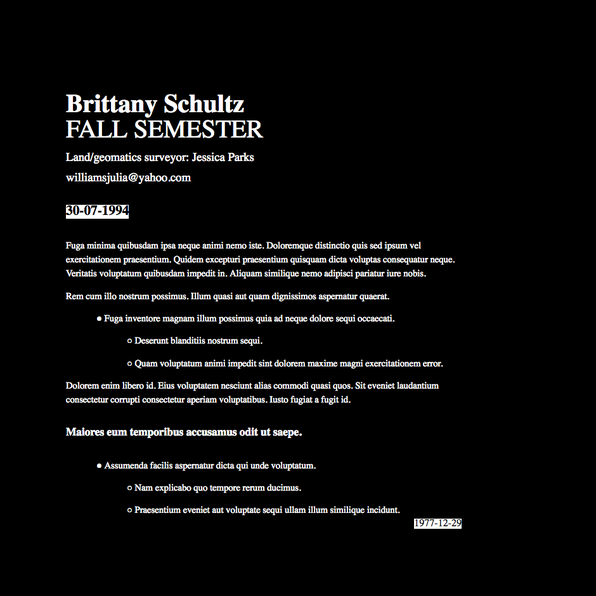 Brittany Schultz
FALL SEMESTER
Land/geomatics surveyor: Jessica Parks
williamsjulia@yahoo.com
30-07-1994
Fuga minima quibusdam ipsa neque animi nemo iste. Doloremque distinctio quis sed ipsum vel
exercitationem praesentium. Quidem excepturi praesentium quisquam dicta voluptas consequatur neque.
Veritatis voluptatum quibusdam impedit in. Aliquam similique nemo adipisci pariatur iure nobis.
Rem cum illo nostrum possimus. Illum quasi aut quam dignissimos aspernatur quaerat.
Fuga inventore magnam illum possimus quia ad neque dolore sequi occaecati.
Deserunt blanditiis nostrum sequi.
Quam voluptatum animi impedit sint dolorem maxime magni exercitationem error.
Dolorem enim libero id. Eius voluptatem nesciunt alias commodi quasi quos. Sit eveniet laudantium
consectetur corrupti consectetur aperiam voluptatibus. Iusto fugiat a fugit id.
Maiores eum temporibus accusamus odit ut saepe.
Assumenda facilis aspernatur dicta qui unde voluptatum.
Nam explicabo quo tempore rerum ducimus.
Praesentium eveniet aut voluptate sequi ullam illum similique incidunt.
1977-12-29